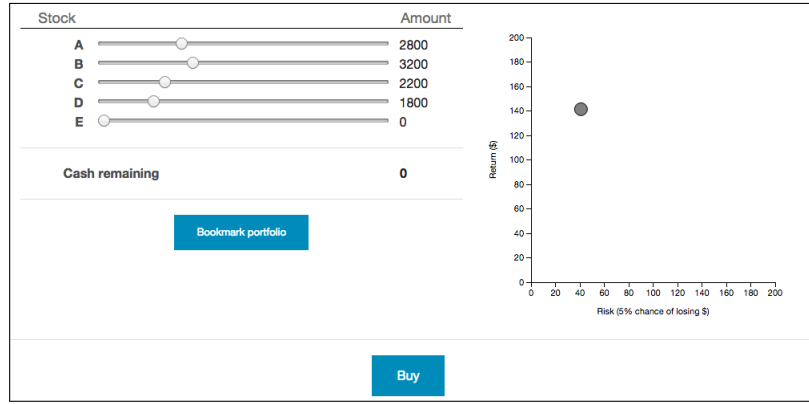 Stock Amount
A 2800
B 3200
C 2200
D 1800
E 0
Cash remaining 0
Bookmark portfolio
Return ($)
200
180
160
140
120
100
80
60
40
20
0
0 20 40 60 80 100 120 140 160 180 200
Risk (5% chance of losing $)
Buy